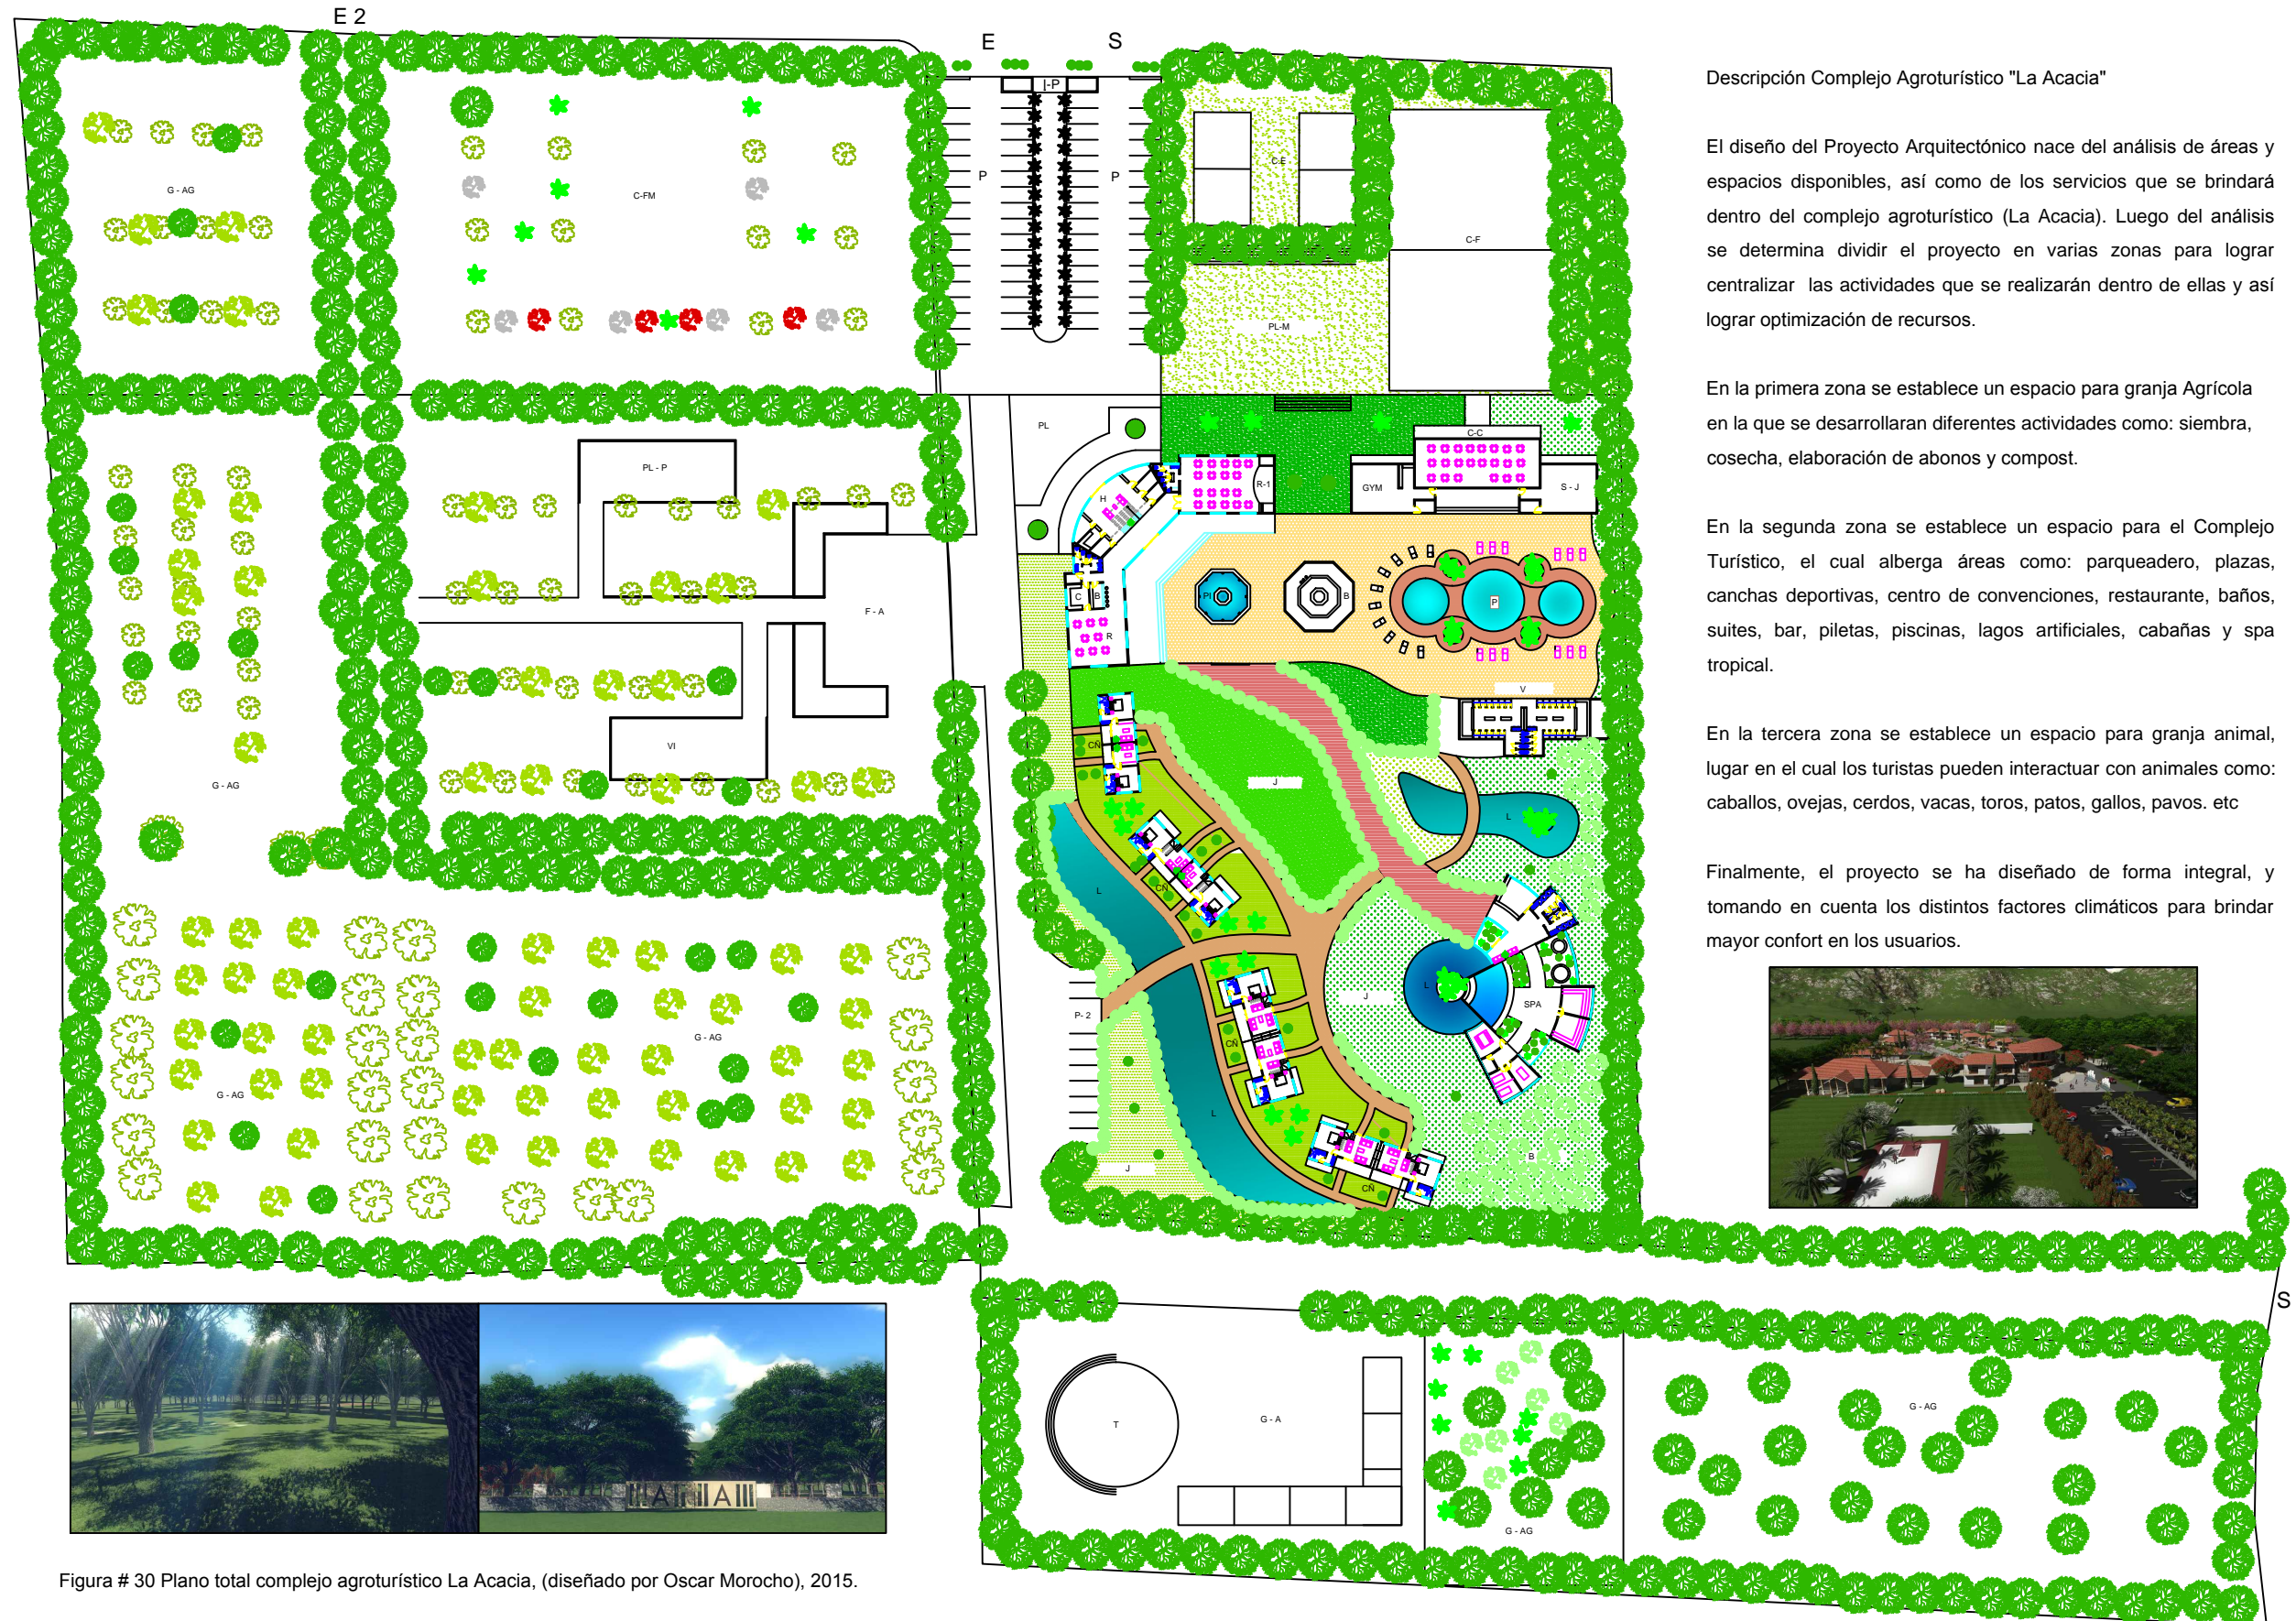 E 2
E
S
I-P
P
P
G - AG
C-FM
C-E
C-F
PL-M
PL
PL - P
H
R-1
C-C
GYM
S - J
C
B
R
PI
B
P
F - A
V
VI
CÑ
J
L
G - AG
L
CÑ
L
SPA
J
P- 2
CÑ
G - AG
G - AG
L
J
CÑ
B
S
T
G - A
G - AG
G - AG
Descripción Complejo Agroturístico "La Acacia"
El diseño del Proyecto Arquitectónico nace del análisis de áreas y
espacios disponibles, así como de los servicios que se brindará
dentro del complejo agroturístico (La Acacia). Luego del análisis
se determina dividir el proyecto en varias zonas para lograr
centralizar las actividades que se realizarán dentro de ellas y así
lograr optimización de recursos.
En la primera zona se establece un espacio para granja Agrícola
en la que se desarrollaran diferentes actividades como: siembra,
cosecha, elaboración de abonos y compost.
En la segunda zona se establece un espacio para el Complejo
Turístico, el cual alberga áreas como: parqueadero, plazas,
canchas deportivas, centro de convenciones, restaurante, baños,
suites, bar, piletas, piscinas, lagos artificiales, cabañas y spa
tropical.
En la tercera zona se establece un espacio para granja animal,
lugar en el cual los turistas pueden interactuar con animales como:
caballos, ovejas, cerdos, vacas, toros, patos, gallos, pavos. etc
Finalmente, el proyecto se ha diseñado de forma integral, y
tomando en cuenta los distintos factores climáticos para brindar
mayor confort en los usuarios.
Figura # 30 Plano total complejo agroturístico La Acacia, (diseñado por Oscar Morocho), 2015.